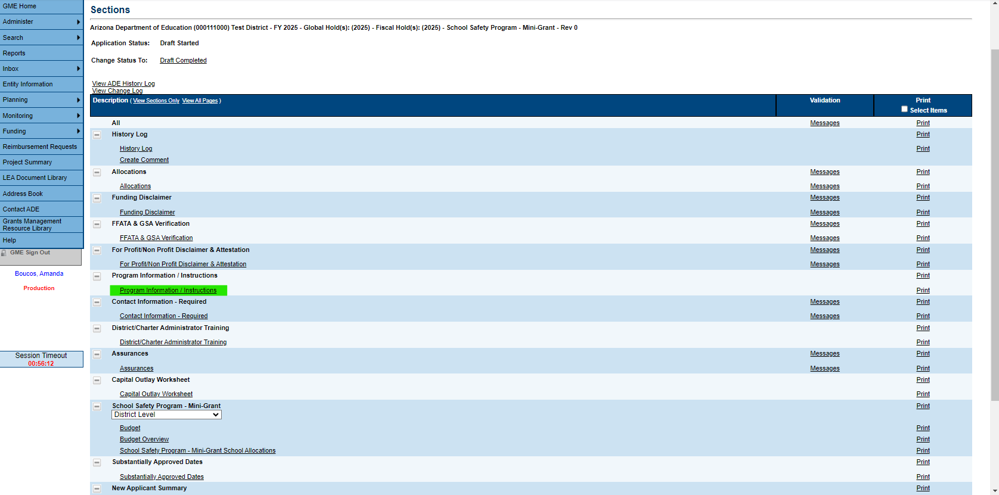 GME Home
Administer
Search
Reports
Inbox
Entity Information
Planning
Monitoring
Funding
Reimbursement Requests
Project Summary
LEA Document Library
Address Book
Contact ADE
Grants Management
Resource Library
Help
GME Sign Out
Boucos, Amanda
Production
Session Timeout
00:56:12
Sections
Arizona Department of Education (000111000) Test District - FY 2025 - Global Hold(s): (2025) - Fiscal Hold(s): (2025) - School Safety Program - Mini-Grant - Rev 0
Application Status: Draft Started
Change Status To: Draft Completed
View ADE History Log
View Change Log
Description ( View Sections Only View All Pages ) Validation Print
Select Items
All Messages Print
History Log Print
History Log Print
Create Comment
Allocations Messages Print
Allocations Messages Print
Funding Disclaimer Messages Print
Funding Disclaimer Messages Print
FFATA & GSA Verification Messages Print
FFATA & GSA Verification Messages Print
For Profit/Non Profit Disclaimer & Attestation Messages Print
For Profit/Non Profit Disclaimer & Attestation Messages Print
Program Information / Instructions Print
Program Information / Instructions Print
Contact Information - Required Messages Print
Contact Information - Required Messages Print
District/Charter Administrator Training Print
District/Charter Administrator Training Print
Assurances Messages Print
Assurances Messages Print
Capital Outlay Worksheet Print
Capital Outlay Worksheet Print
School Safety Program - Mini-Grant Print
District Level
Budget Print
Budget Overview Print
School Safety Program - Mini-Grant School Allocations Print
Substantially Approved Dates Print
Substantially Approved Dates Print
New Applicant Summary Print